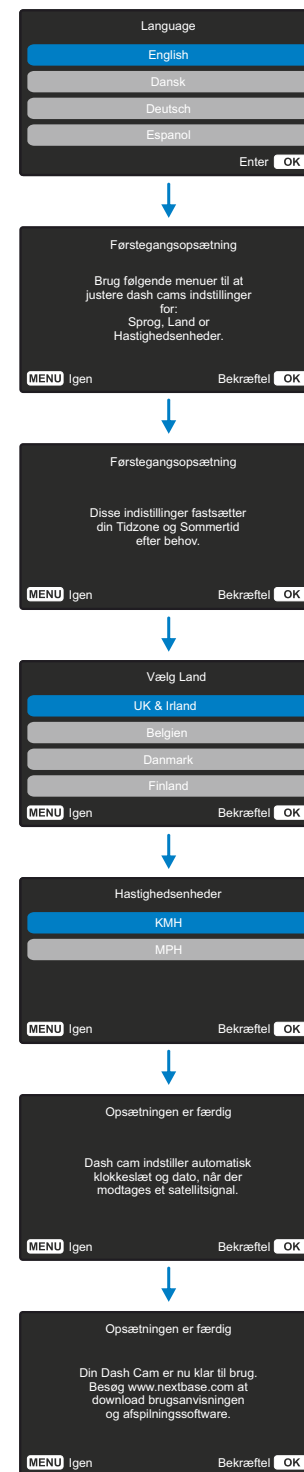 Language
English
Dansk
Deutsch
Espanol
Enter OK
Førstegangsopsætning
Brug følgende menuer til at
justere dash cams indstillinger
for:
Sprog, Land or
Hastighedsenheder.
MENU Igen Bekræftel OK
Førstegangsopsætning
Disse indistillinger fastsætter
din Tidzone og Sommertid
efter behov.
MENU Igen Bekræftel OK
Vælg Land
UK & Irland
Belgien
Danmark
Finland
MENU Igen Bekræftel OK
Hastighedsenheder
KMH
MPH
MENU Igen Bekræftel OK
Opsætningen er færdig
Dash cam indstiller automatisk
klokkeslæt og dato, når der
modtages et satellitsignal.
MENU Igen Bekræftel OK
Opsætningen er færdig
Din Dash Cam er nu klar til brug.
Besøg www.nextbase.com at
download brugsanvisningen
og afspilningssoftware.
MENU Igen Bekræftel OK